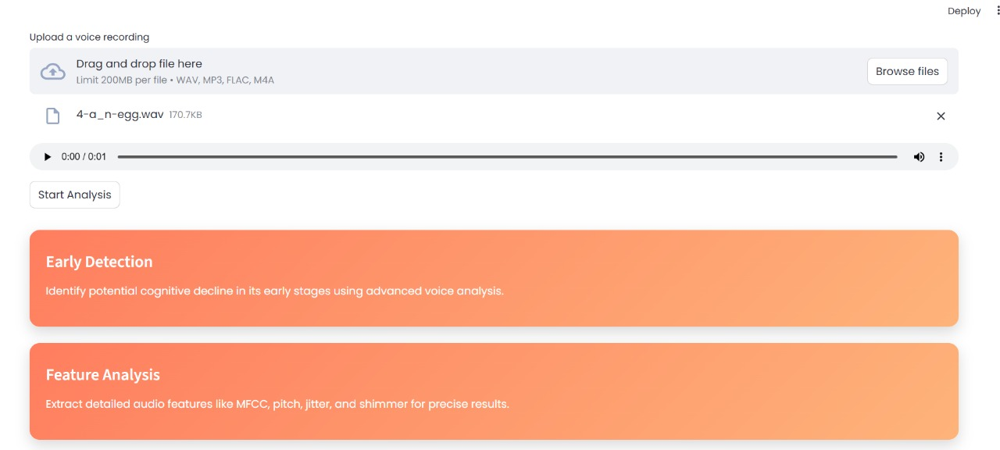 Deploy
Upload a voice recording
Drag and drop file here
Limit 200MB per file • WAV, MP3, FLAC, M4A
Browse files
4-a_n-egg.wav 170.7KB
0:00 / 0:01
Start Analysis
Early Detection
Identify potential cognitive decline in its early stages using advanced voice analysis.
Feature Analysis
Extract detailed audio features like MFCC, pitch, jitter, and shimmer for precise results.